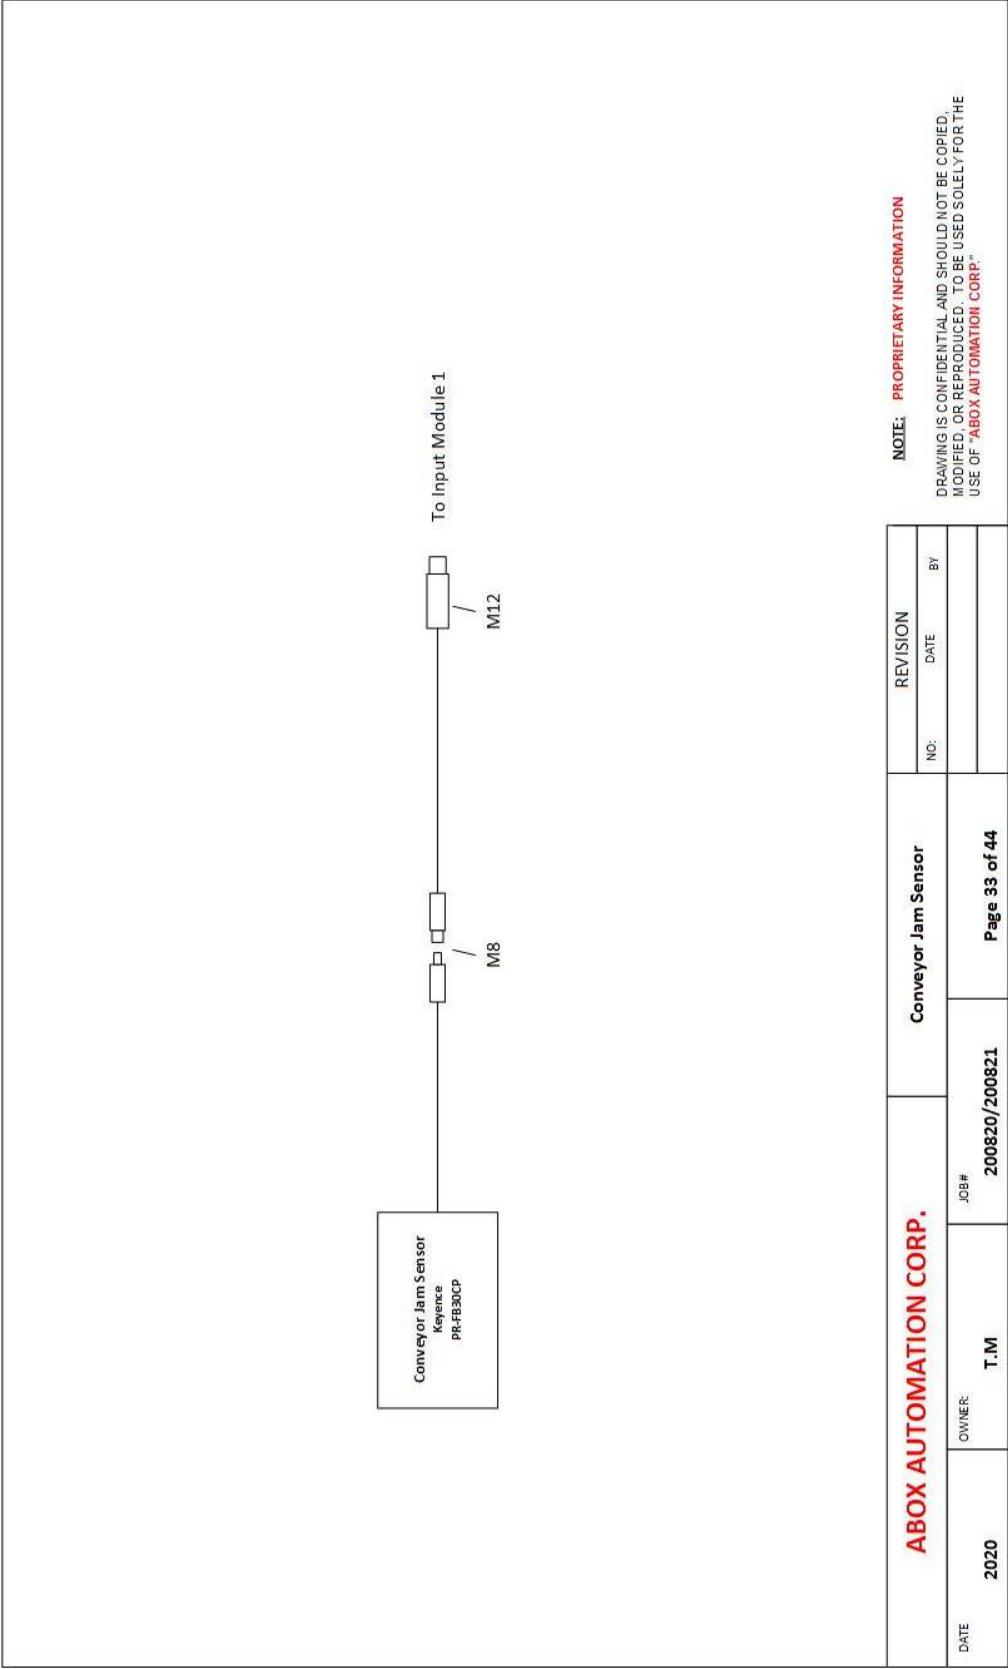 Conveyor Jam Sensor
Keyence
PR-FB30CP
M8
M12
To Input Module 1
ABOX AUTOMATION CORP.
Conveyor Jam Sensor
REVISION
NO: DATE BY
DATE
2020
OWNER:
T.M
JOB#
200820/200821
Page 33 of 44
NOTE: PROPRIETARY INFORMATION
DRAWING IS CONFIDENTIAL AND SHOULD NOT BE COPIED,
MODIFIED, OR REPRODUCED. TO BE USED SOLELY FOR THE
USE OF "ABOX AUTOMATION CORP."